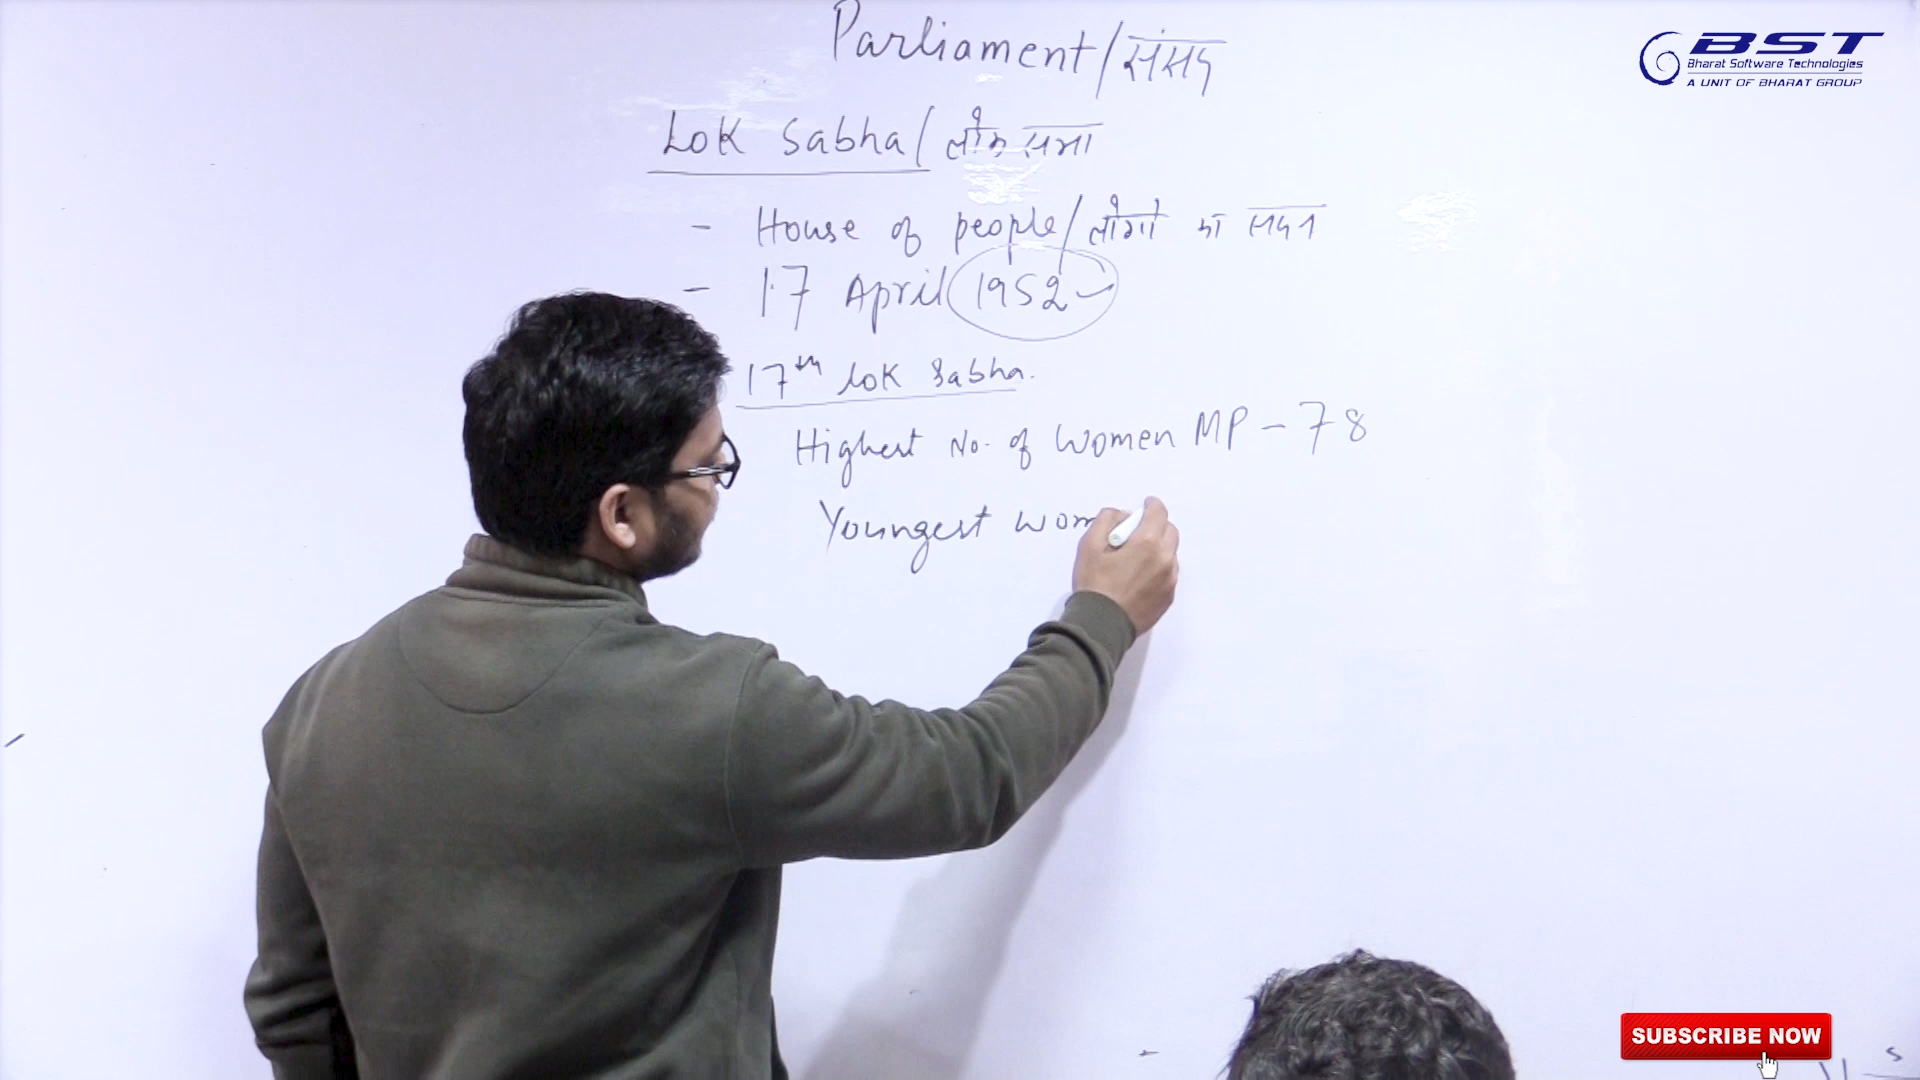 Parliament/संसद
BST
Bharat Software Technologies
A UNIT OF BHARAT GROUP
Lok Sabha/लोक सभा
- House of people/लोगो का सदन
- 17 April 1952
17th Lok Sabha.
Highest No. of Women MP - 78
Youngest wom
SUBSCRIBE NOW